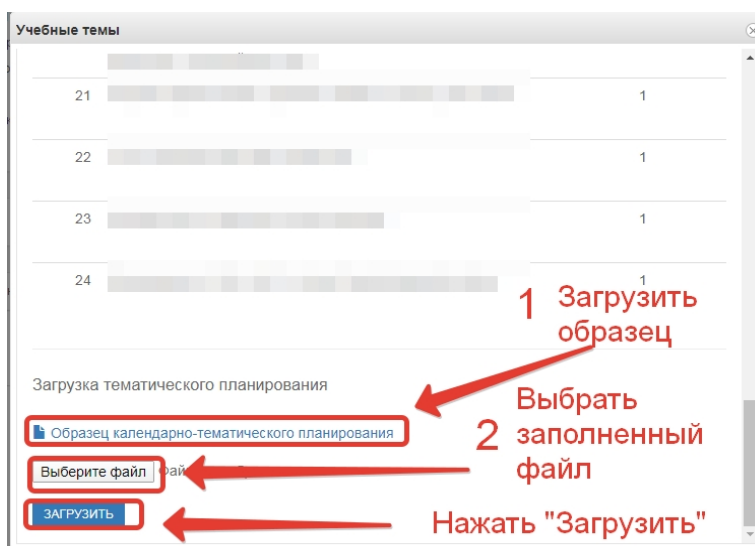 Учебные темы
21 1
22 1
23 1
24 1
1 Загрузить
образец
Загрузка тематического планирования
Образец календарно-тематического планирования
2 Выбрать
заполненный
файл
Выберите файл
ЗАГРУЗИТЬ
Нажать "Загрузить"